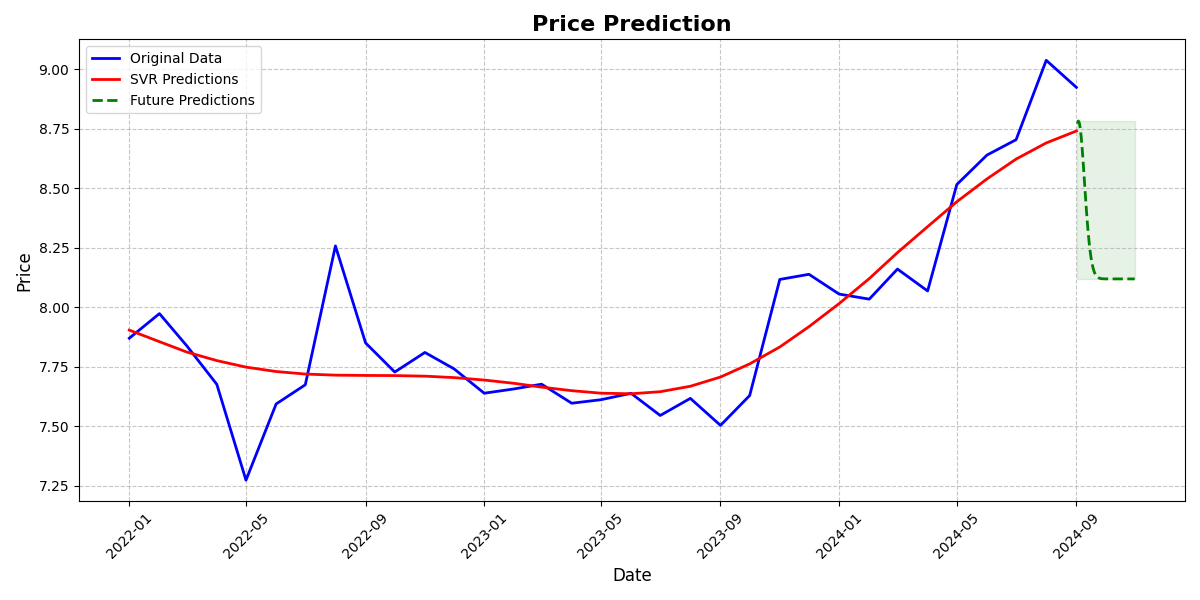 Price Prediction
Original Data
SVR Predictions
Future Predictions
Price
9.00
8.75
8.50
8.25
8.00
7.75
7.50
7.25
2022-01
2022-05
2022-09
2023-01
2023-05
2023-09
2024-01
2024-05
2024-09
Date